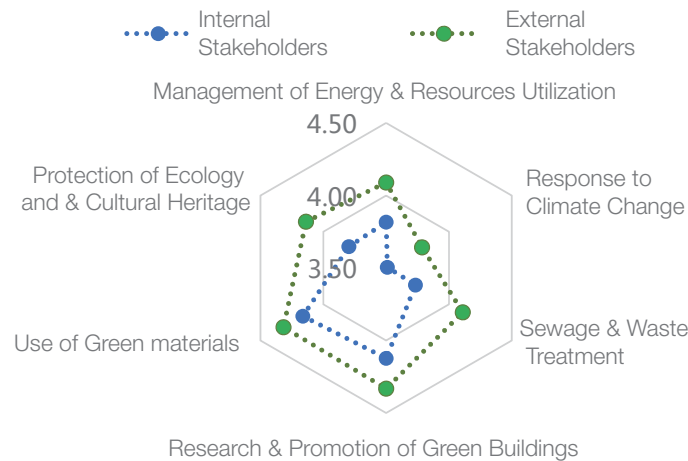 Internal
Stakeholders
External
Stakeholders
Management of Energy & Resources Utilization
4.50
Protection of Ecology
and & Cultural Heritage
4.00
Response to
Climate Change
3.50
Use of Green materials
Sewage & Waste
Treatment
Research & Promotion of Green Buildings